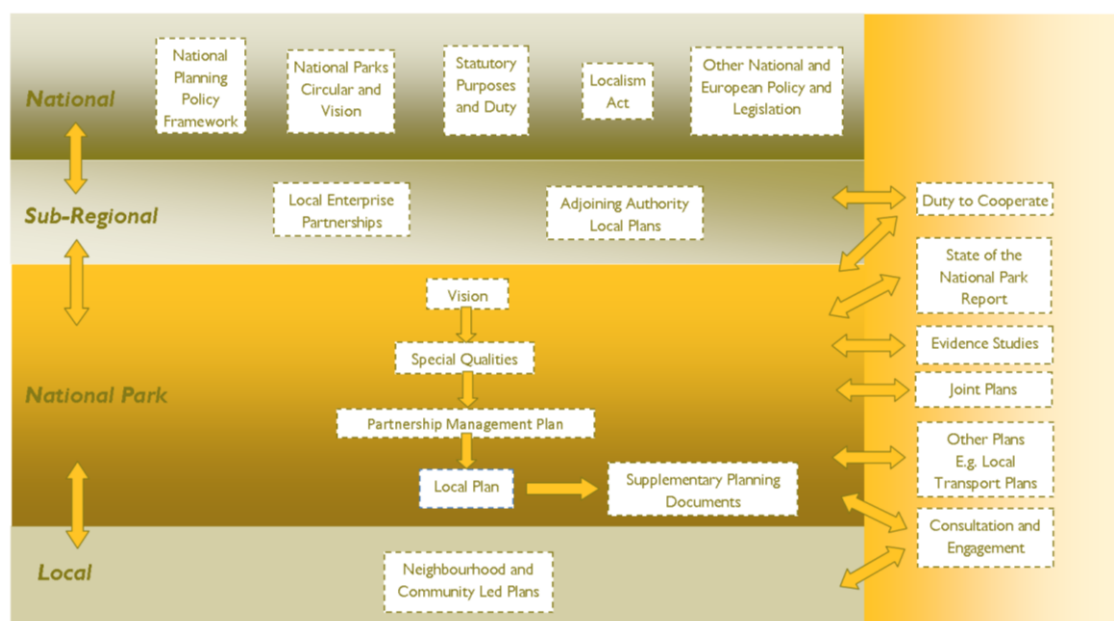 National
National
Planning
Policy
Framework
National Parks
Circular and
Vision
Statutory
Purposes
and Duty
Localism
Act
Other National and
European Policy and
Legislation
Sub-Regional
Local Enterprise
Partnerships
Adjoining Authority
Local Plans
Duty to Cooperate
National Park
Vision
Special Qualities
Partnership Management Plan
Local Plan
Supplementary Planning
Documents
State of the
National Park
Report
Evidence Studies
Joint Plans
Other Plans
E.g. Local
Transport Plans
Consultation and
Engagement
Local
Neighbourhood and
Community Led Plans